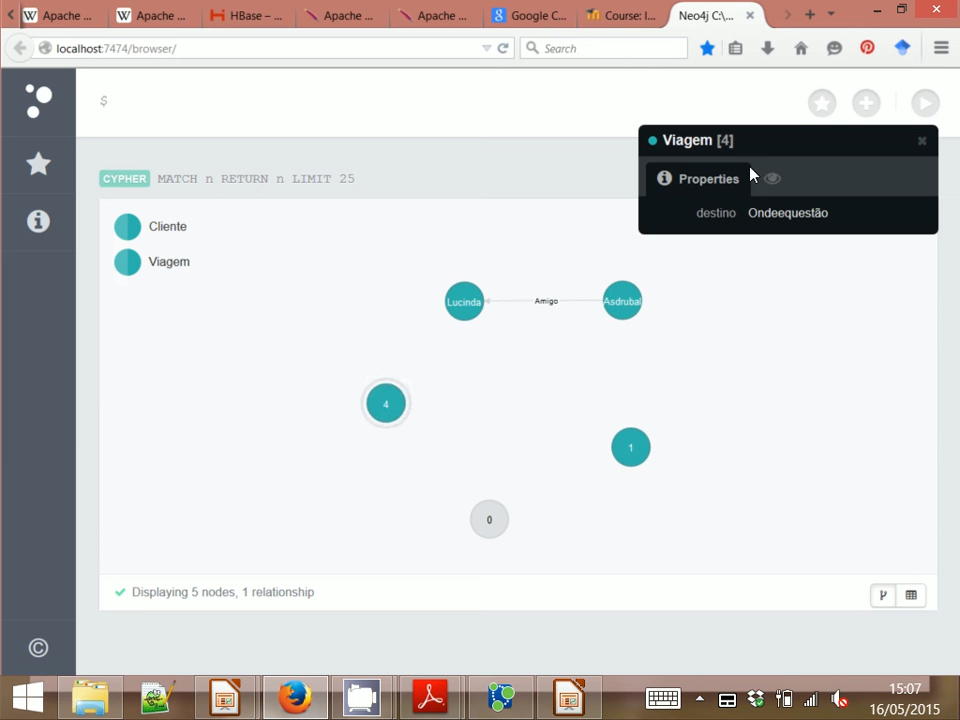 Apache ...
Apache ...
HBase – ...
Apache ...
Apache ...
Google C...
Course: I...
Neo4j C:\...
localhost:7474/browser/
Search
$
Viagem [4]
Properties
destino Ondeequestão
CYPHER MATCH n RETURN n LIMIT 25
Cliente
Viagem
Lucinda Amigo Asdrubal
4
1
0
Displaying 5 nodes, 1 relationship
15:07
16/05/2015